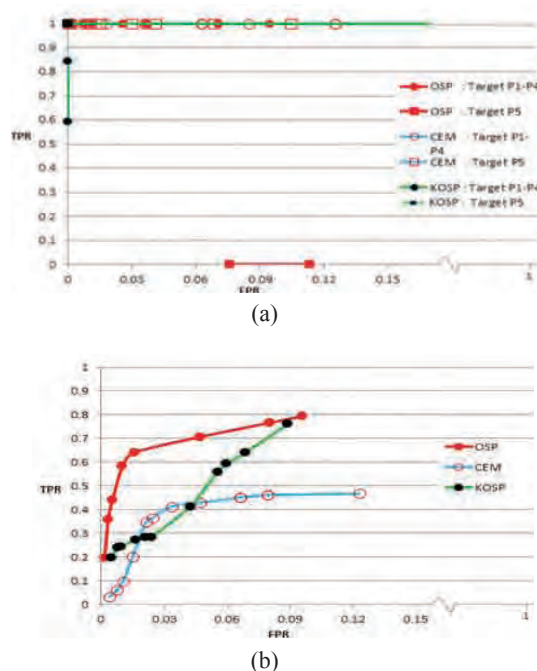 1
0.9
0.8
0.7
0.6
TPR
0.5
0.4
0.3
0.2
0.1
0
0 0.03 0.06 0.09 0.12 0.15 1
FPR
OSP : Target P1-P4
OSP : Target P5
CEM : Target P1-
P4
CEM : Target P5
KOSP : Target P1-P4
KOSP : Target P5
(a)
1
0.9
0.8
0.7
0.6
TPR
0.5
0.4
0.3
0.2
0.1
0
0 0.03 0.06 0.09 0.12 0.15 1
FPR
OSP
CEM
KOSP
(b)